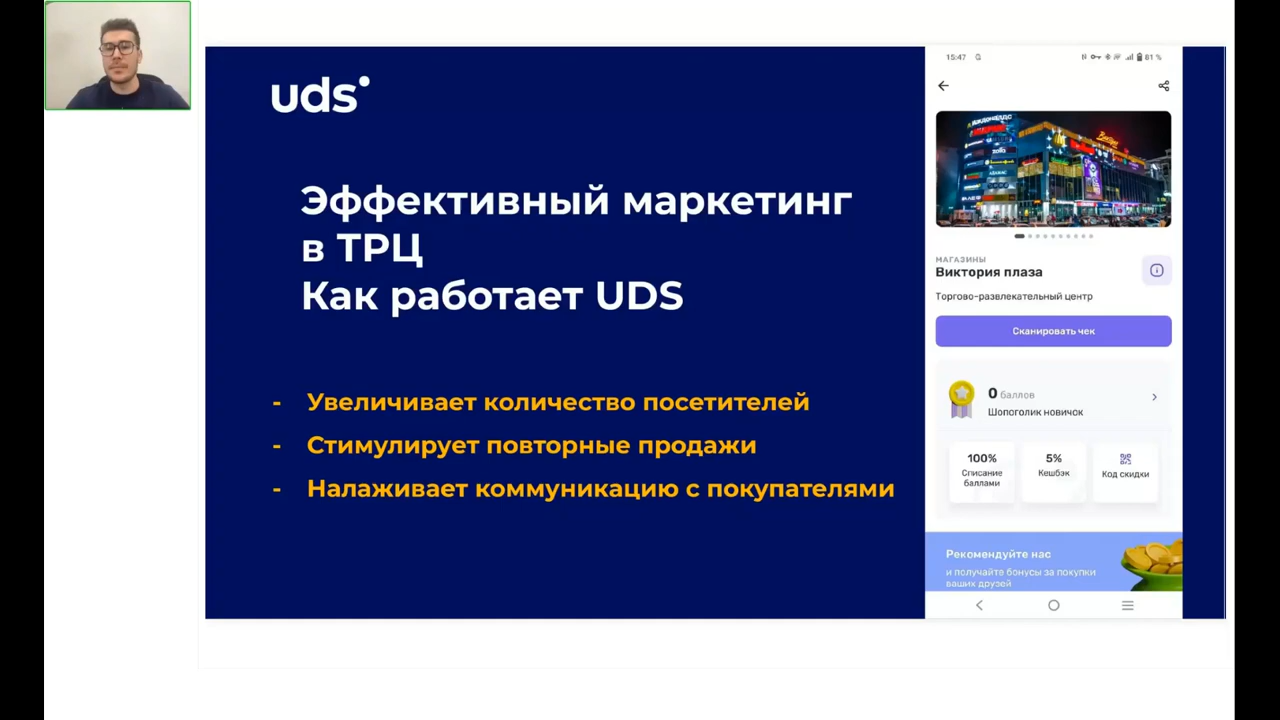 uds
Эффективный маркетинг
в ТРЦ
Как работает UDS
- Увеличивает количество посетителей
- Стимулирует повторные продажи
- Налаживает коммуникацию с покупателями
15:47
81 %
Макдоналдс
zolla
МАГАЗИНЫ
Виктория плаза
Торгово-развлекательный центр
Сканировать чек
0 баллов
Шопоголик новичок
100%
Списание
баллами
5%
Кешбэк
Код скидки
Рекомендуйте нас
и получайте бонусы за покупки
ваших друзей